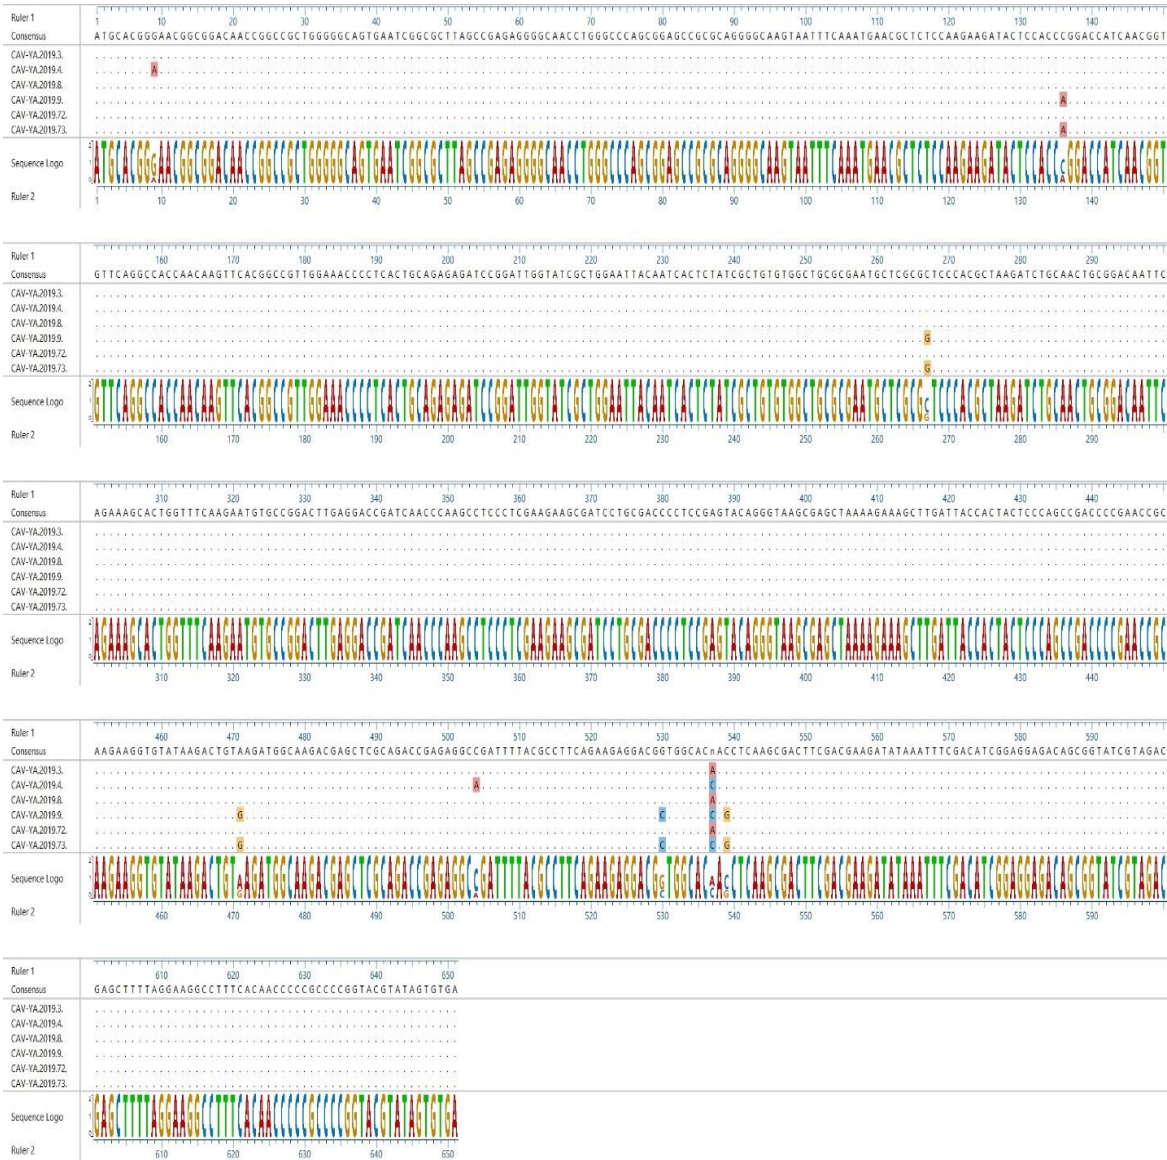 Ruler 1
1 10 20 30 40 50 60 70 80 90 100 110 120 130 140
Consensus ATGCACGGGAACGGCGGACAACCGGCCGCTGGGGGCAGTGAATCGGCGCTTAGCCGAGAGGGGCAACCTGGGCCCAGCGGAGCCGCGCAGGGGCAAGTAATTTCAAATGAACGCTCTCCAAGAAGATACTCCACCCGGACCATCAACGGT
CAV-YA.2019.3.
CAV-YA.2019.4. A
CAV-YA.2019.8.
CAV-YA.2019.9. A
CAV-YA.2019.72.
CAV-YA.2019.73. A
Sequence Logo ATGCACGGGAACGGCGGACAACCGGCCGCTGGGGGCAGTGAATCGGCGCTTAGCCGAGAGGGGCAACCTGGGCCCAGCGGAGCCGCGCAGGGGCAAGTAATTTCAAATGAACGCTCTCCAAGAAGATACTCCACCCGGACCATCAACGGT
Ruler 2
1 10 20 30 40 50 60 70 80 90 100 110 120 130 140
Ruler 1
160 170 180 190 200 210 220 230 240 250 260 270 280 290
Consensus GTTCAGGCCACCAACAAGTTCACGGCCGTTGGAAACCCCTCACTGCAGAGAGATCCGGATTGGTATCGCTGGAATTACAATCACTCTATCGCTGTGTGGCTGCGCGAATGCTCGCGCTCCCACGCTAAGATCTGCAACTGCGGACAATTC
CAV-YA.2019.3.
CAV-YA.2019.4.
CAV-YA.2019.8.
CAV-YA.2019.9. G
CAV-YA.2019.72.
CAV-YA.2019.73. G
Sequence Logo GTTCAGGCCACCAACAAGTTCACGGCCGTTGGAAACCCCTCACTGCAGAGAGATCCGGATTGGTATCGCTGGAATTACAATCACTCTATCGCTGTGTGGCTGCGCGAATGCTCGCGCTCCCACGCTAAGATCTGCAACTGCGGACAATTC
Ruler 2
160 170 180 190 200 210 220 230 240 250 260 270 280 290
Ruler 1
310 320 330 340 350 360 370 380 390 400 410 420 430 440
Consensus AGAAAGCACTGGTTTCAAGAATGTGCCGGACTTGAGGACCGATCAACCCAAGCCTCCCTCGAAGAAGCGATCCTGCGACCCCTCCGAGTACAGGGTAAGCGAGCTAAAAGAAAGCTTGATTACCACTACTCCCAGCCGACCCCGAACCGC
CAV-YA.2019.3.
CAV-YA.2019.4.
CAV-YA.2019.8.
CAV-YA.2019.9.
CAV-YA.2019.72.
CAV-YA.2019.73.
Sequence Logo AGAAAGCACTGGTTTCAAGAATGTGCCGGACTTGAGGACCGATCAACCCAAGCCTCCCTCGAAGAAGCGATCCTGCGACCCCTCCGAGTACAGGGTAAGCGAGCTAAAAGAAAGCTTGATTACCACTACTCCCAGCCGACCCCGAACCGC
Ruler 2
310 320 330 340 350 360 370 380 390 400 410 420 430 440
Ruler 1
460 470 480 490 500 510 520 530 540 550 560 570 580 590
Consensus AAGAAGGTGTATAAGACTGTAAGATGGCAAGACGAGCTCGCAGACCGAGAGGCCGATTTTACGCCTTCAGAAGAGGACGGTGGCACnACCTCAAGCGACTTCGACGAAGATATAAATTTCGACATCGGAGGAGACAGCGGTATCGTAGAC
CAV-YA.2019.3. A
CAV-YA.2019.4. A C
CAV-YA.2019.8. A
CAV-YA.2019.9. G C C G
CAV-YA.2019.72. A
CAV-YA.2019.73. G C C G
Sequence Logo AAGAAGGTGTATAAGACTGTAAGATGGCAAGACGAGCTCGCAGACCGAGAGGCCGATTTTACGCCTTCAGAAGAGGACGGTGGCACAACCTCAAGCGACTTCGACGAAGATATAAATTTCGACATCGGAGGAGACAGCGGTATCGTAGAC
Ruler 2
460 470 480 490 500 510 520 530 540 550 560 570 580 590
Ruler 1
610 620 630 640 650
Consensus GAGCTTTTAGGAAGGCCTTTCACAACCCCCGCCCCGGTACGTATAGTGTGA
CAV-YA.2019.3.
CAV-YA.2019.4.
CAV-YA.2019.8.
CAV-YA.2019.9.
CAV-YA.2019.72.
CAV-YA.2019.73.
Sequence Logo GAGCTTTTAGGAAGGCCTTTCACAACCCCCGCCCCGGTACGTATAGTGTGA
Ruler 2
610 620 630 640 650